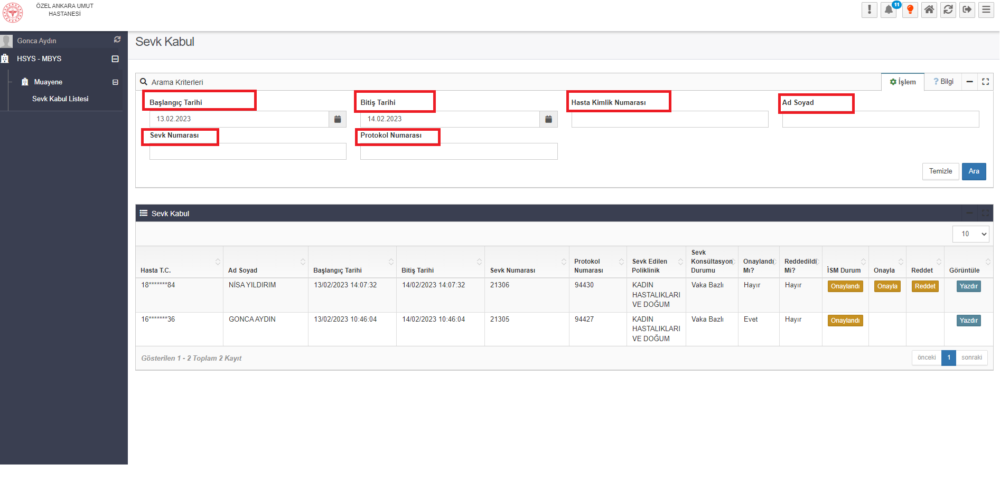 ÖZEL ANKARA UMUT
HASTANESİ
11
Gonca Aydın
HSYS - MBYS
Muayene
Sevk Kabul Listesi
Sevk Kabul
Arama Kriterleri
İşlem
? Bilgi
Başlangıç Tarihi
Bitiş Tarihi
Hasta Kimlik Numarası
Ad Soyad
13.02.2023
14.02.2023
Sevk Numarası
Protokol Numarası
Temizle
Ara
Sevk Kabul
10
Hasta T.C.
Ad Soyad
Başlangıç Tarihi
Bitiş Tarihi
Sevk Numarası
Protokol
Numarası
Sevk Edilen
Poliklinik
Sevk
Konsültasyon
Durumu
Onaylandı
Mı?
Reddedildi
Mi?
İSM Durum
Onayla
Reddet
Görüntüle
18*******84
NİSA YILDIRIM
13/02/2023 14:07:32
14/02/2023 14:07:32
21306
94430
KADIN
HASTALIKLARI
VE DOĞUM
Vaka Bazlı
Hayır
Hayır
Onaylandı
Onayla
Reddet
Yazdır
16*******36
GONCA AYDIN
13/02/2023 10:46:04
14/02/2023 10:46:04
21305
94427
KADIN
HASTALIKLARI
VE DOĞUM
Vaka Bazlı
Evet
Hayır
Onaylandı
Yazdır
Gösterilen 1 - 2 Toplam 2 Kayıt
önceki
1
sonraki